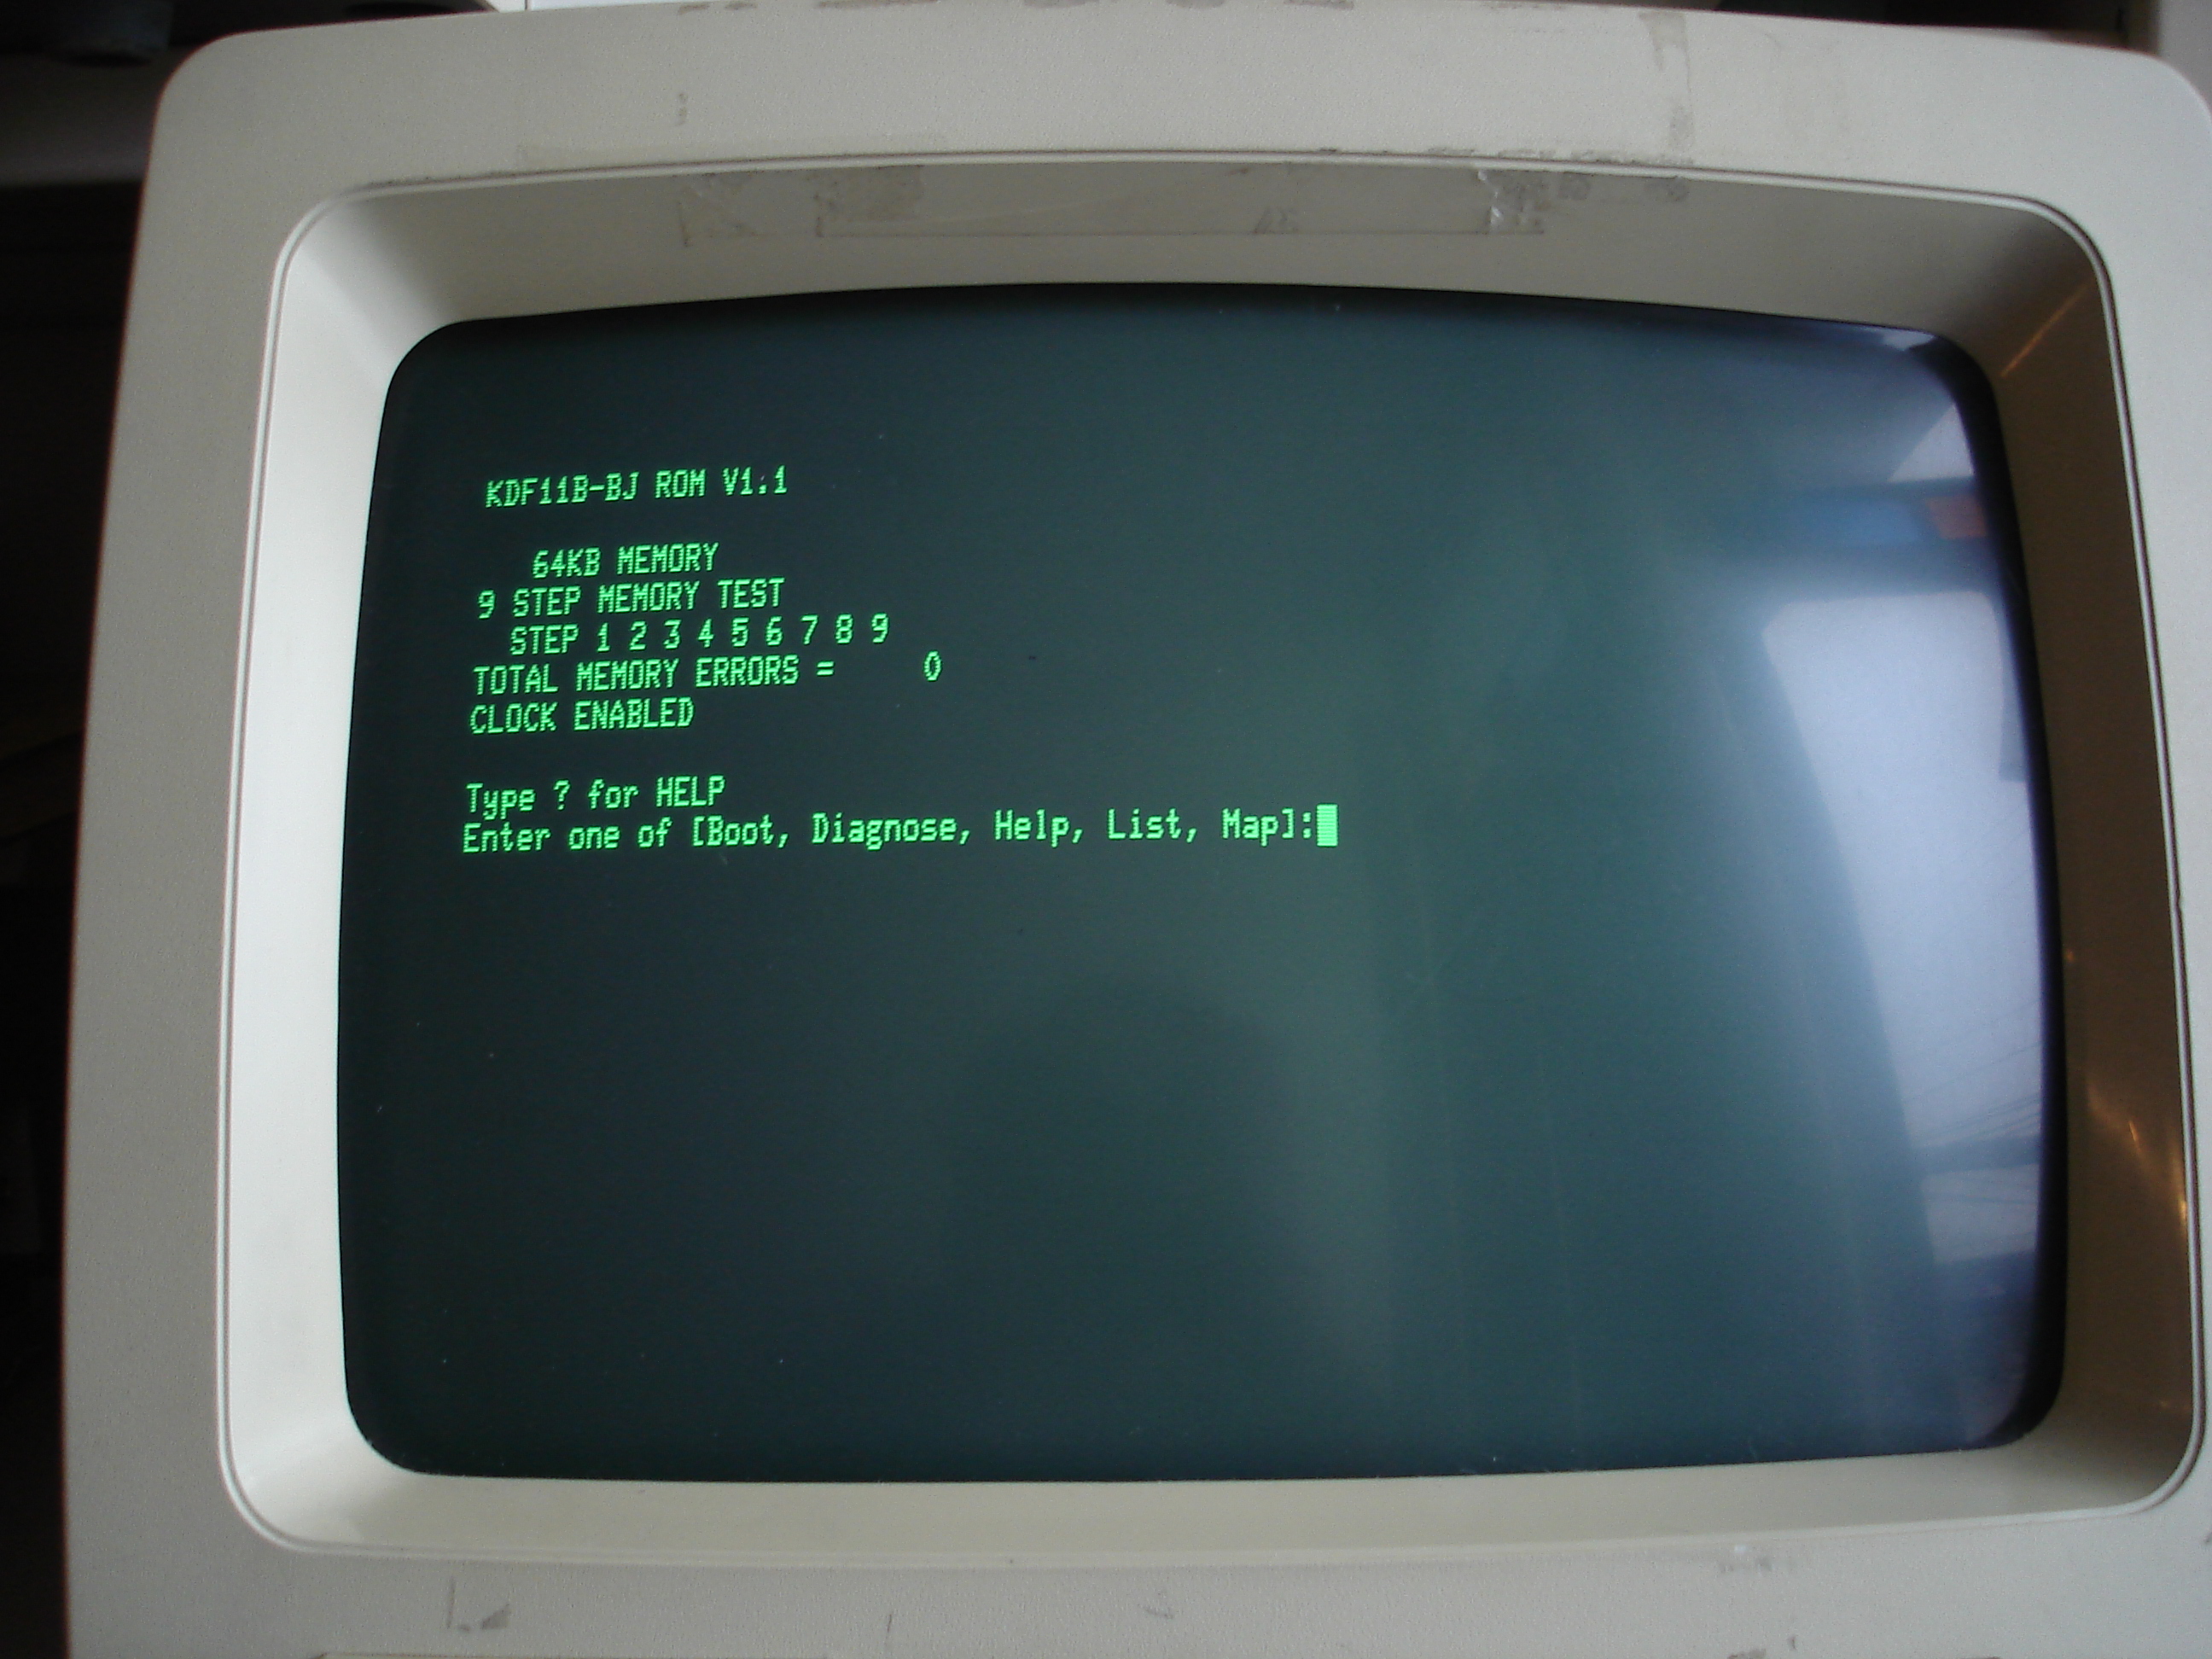 KDF11B-BJ ROM V1.1
64KB MEMORY
9 STEP MEMORY TEST
STEP 1 2 3 4 5 6 7 8 9
TOTAL MEMORY ERRORS = 0
CLOCK ENABLED
Type ? for HELP
Enter one of [Boot, Diagnose, Help, List, Map]: